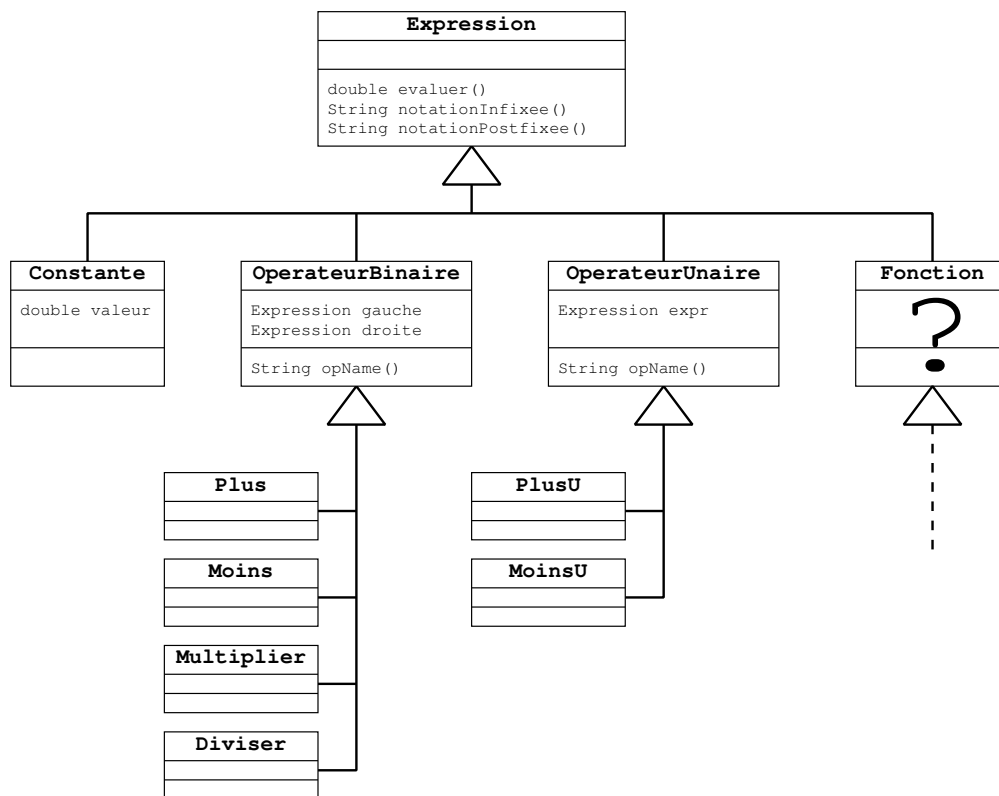 Expression
double evaluer()
String notationInfixee()
String notationPostfixee()
Constante
double valeur
OperateurBinaire
Expression gauche
Expression droite
String opName()
OperateurUnaire
Expression expr
String opName()
Fonction
?
Plus
Moins
Multiplier
Diviser
PlusU
MoinsU